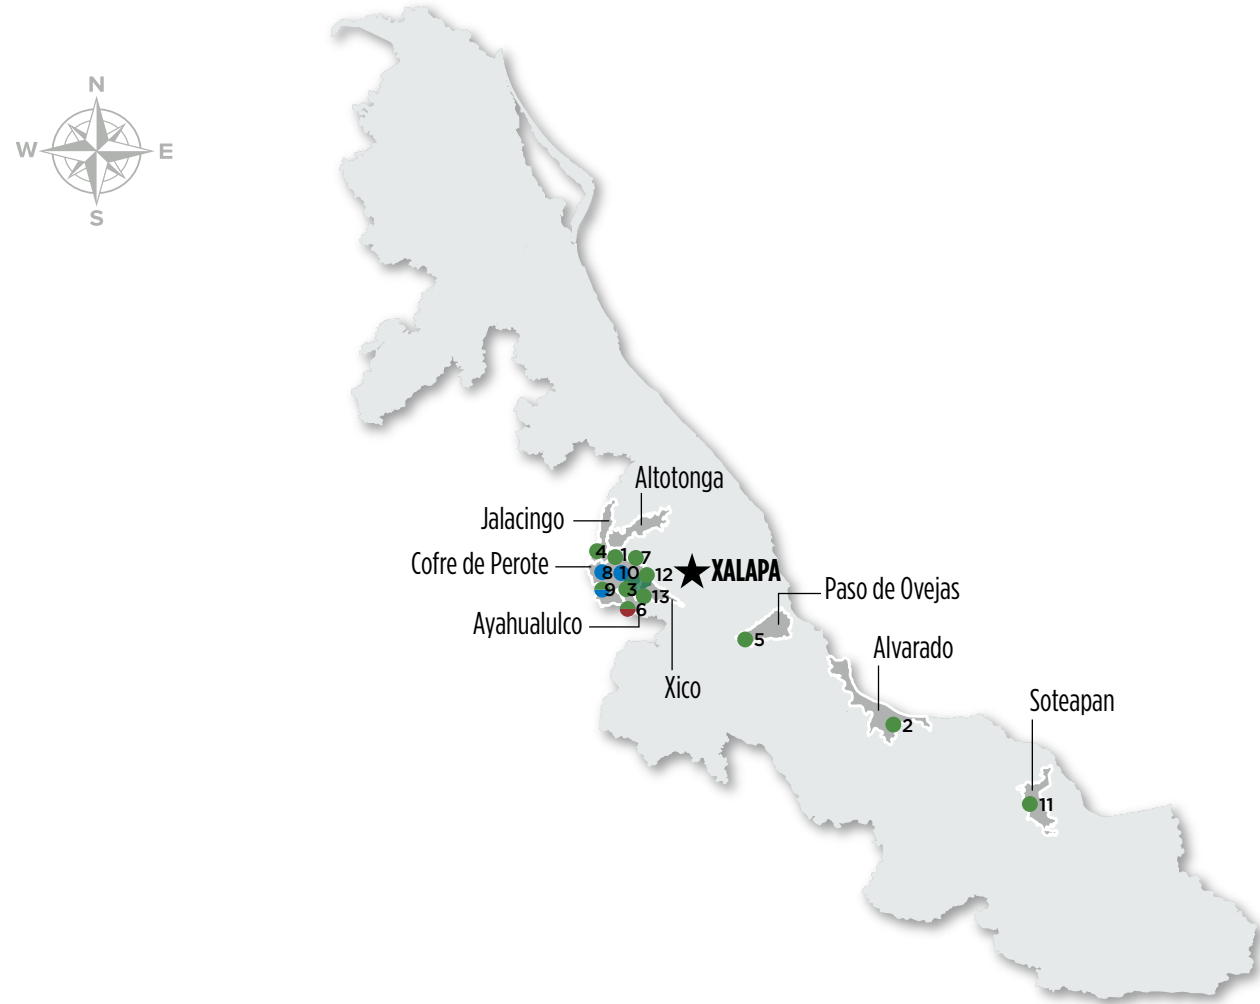 N
W E
S
Altotonga
Jalacingo
4 1 7
Cofre de Perote
8 10 12
XALAPA
9 3 13
Paso de Ovejas
6
Ayahualulco
5
Alvarado
Xico
Soteapan
2
11